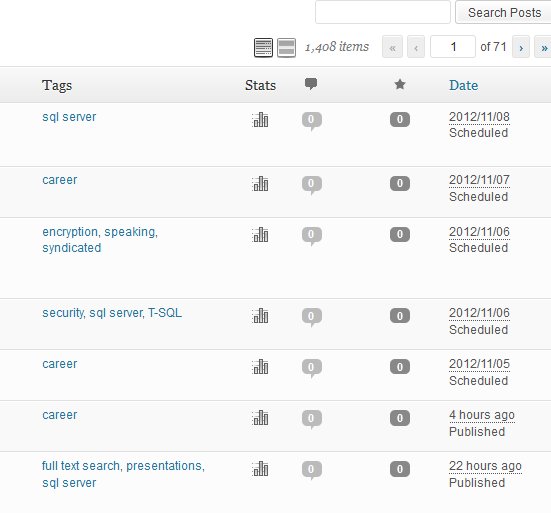 Search Posts
1,408 items « ‹ 1 of 71 › »
Tags Stats Date
sql server 0 0 2012/11/08
Scheduled
career 0 0 2012/11/07
Scheduled
encryption, speaking, 0 0 2012/11/06
syndicated Scheduled
security, sql server, T-SQL 0 0 2012/11/06
Scheduled
career 0 0 2012/11/05
Scheduled
career 0 0 4 hours ago
Published
full text search, presentations, 0 0 22 hours ago
sql server Published